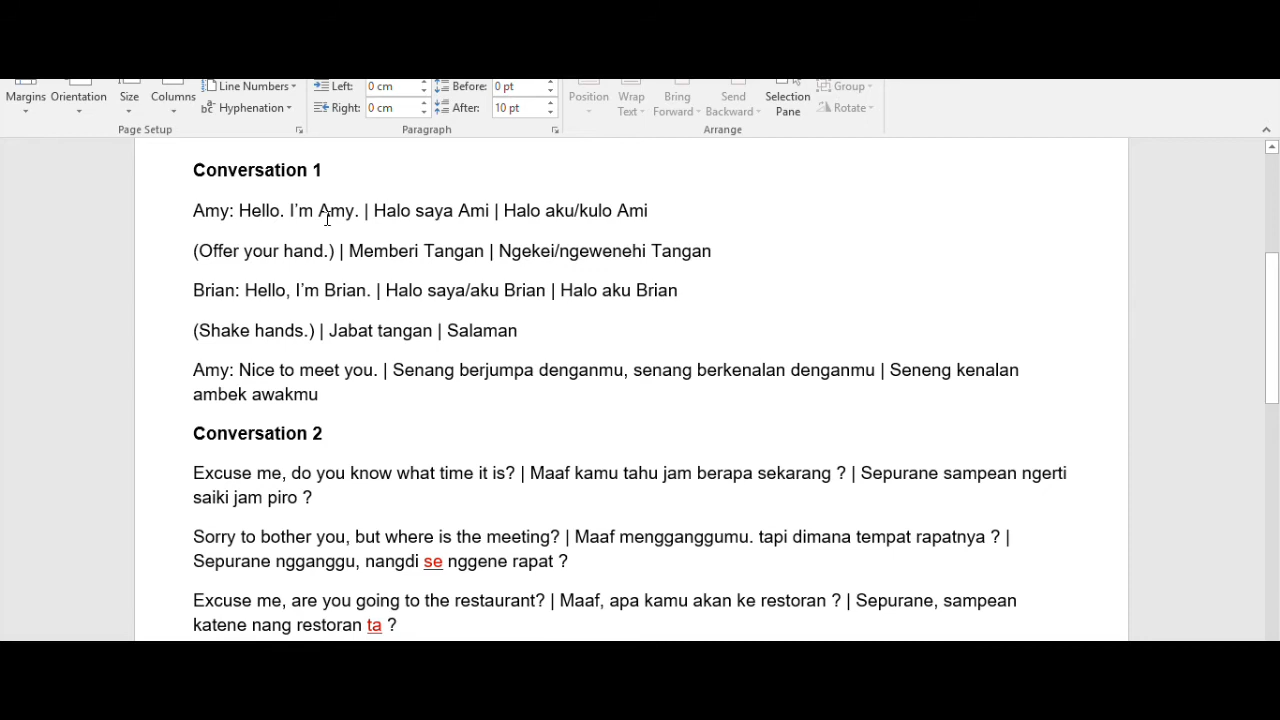 Line Numbers
Left: 0 cm
Before: 0 pt
Group
Margins Orientation Size Columns
Hyphenation
Right: 0 cm
After: 10 pt
Position Wrap Text Bring Forward Send Backward Selection Pane
Rotate
Page Setup
Paragraph
Arrange
Conversation 1
Amy: Hello. I’m Amy. | Halo saya Ami | Halo aku/kulo Ami
(Offer your hand.) | Memberi Tangan | Ngekei/ngewenehi Tangan
Brian: Hello, I’m Brian. | Halo saya/aku Brian | Halo aku Brian
(Shake hands.) | Jabat tangan | Salaman
Amy: Nice to meet you. | Senang berjumpa denganmu, senang berkenalan denganmu | Seneng kenalan
ambek awakmu
Conversation 2
Excuse me, do you know what time it is? | Maaf kamu tahu jam berapa sekarang ? | Sepurane sampean ngerti
saiki jam piro ?
Sorry to bother you, but where is the meeting? | Maaf mengganggumu. tapi dimana tempat rapatnya ? |
Sepurane ngganggu, nangdi se nggene rapat ?
Excuse me, are you going to the restaurant? | Maaf, apa kamu akan ke restoran ? | Sepurane, sampean
katene nang restoran ta ?